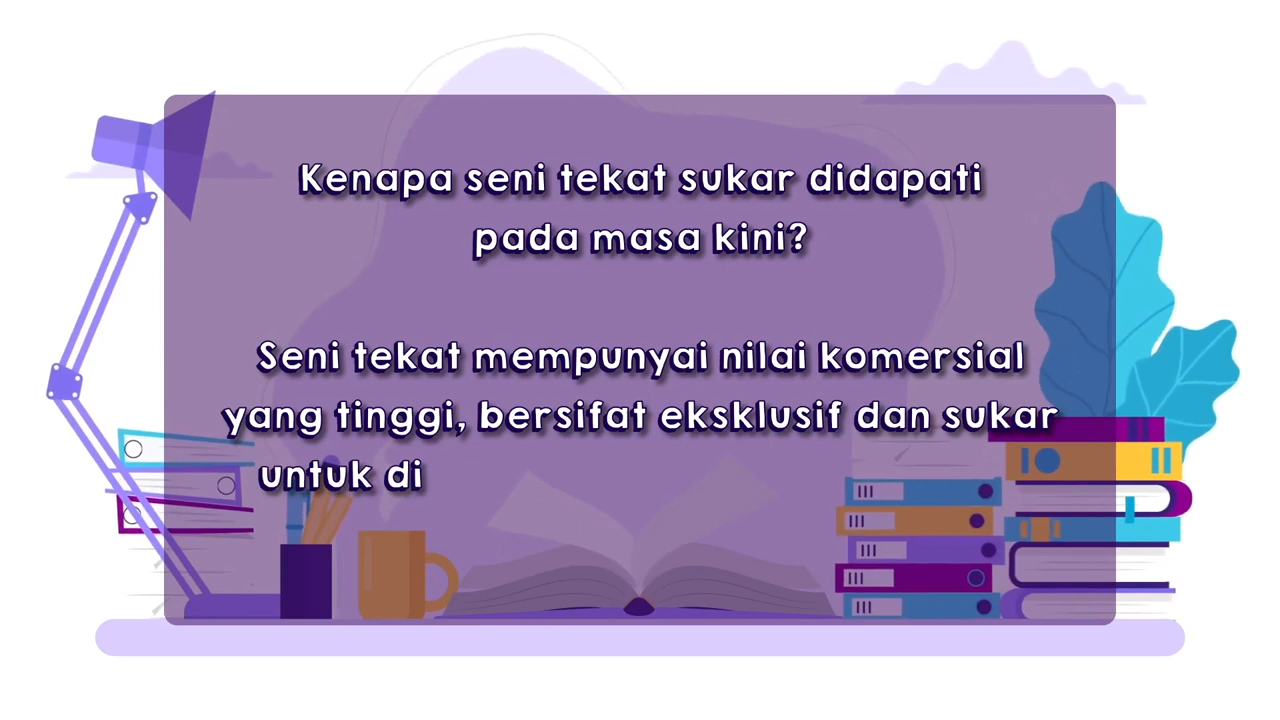 Kenapa seni tekat sukar didapati
pada masa kini?
Seni tekat mempunyai nilai komersial
yang tinggi, bersifat eksklusif dan sukar
untuk di